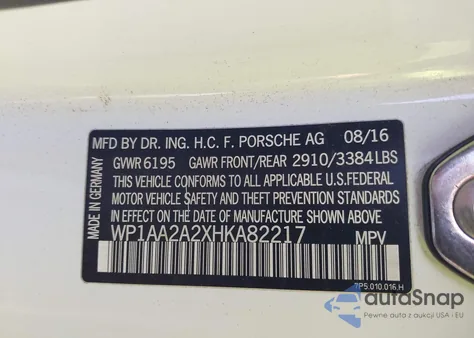 MFD BY DR. ING. H.C. F. PORSCHE AG 08/16
GVWR 6195 GAWR FRONT/REAR 2910/3384LBS
THIS VEHICLE CONFORMS TO ALL APPLICABLE U.S. FEDERAL
MOTOR VEHICLE SAFETY AND THEFT PREVENTION STANDARDS
IN EFFECT ON THE DATE OF MANUFACTURE SHOWN ABOVE.
WP1AA2A2XHKA82217 MPV
7P5.010.016.H
MADE IN GERMANY
autoSnap
Pewne auta z aukcji USA i EU